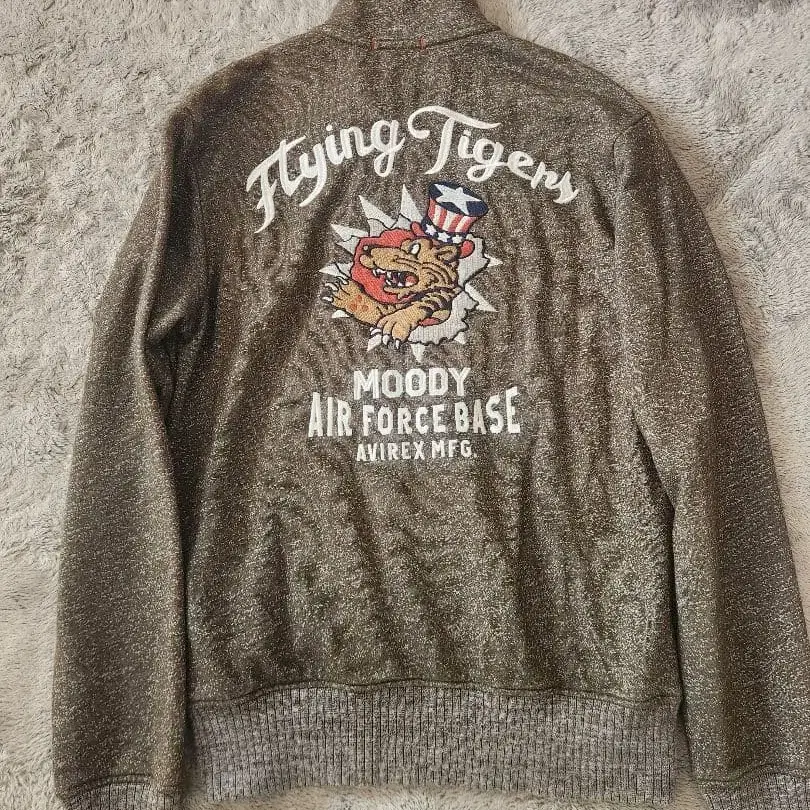 Flying Tigers
MOODY
AIR FORCE BASE
AVIREX MFG.